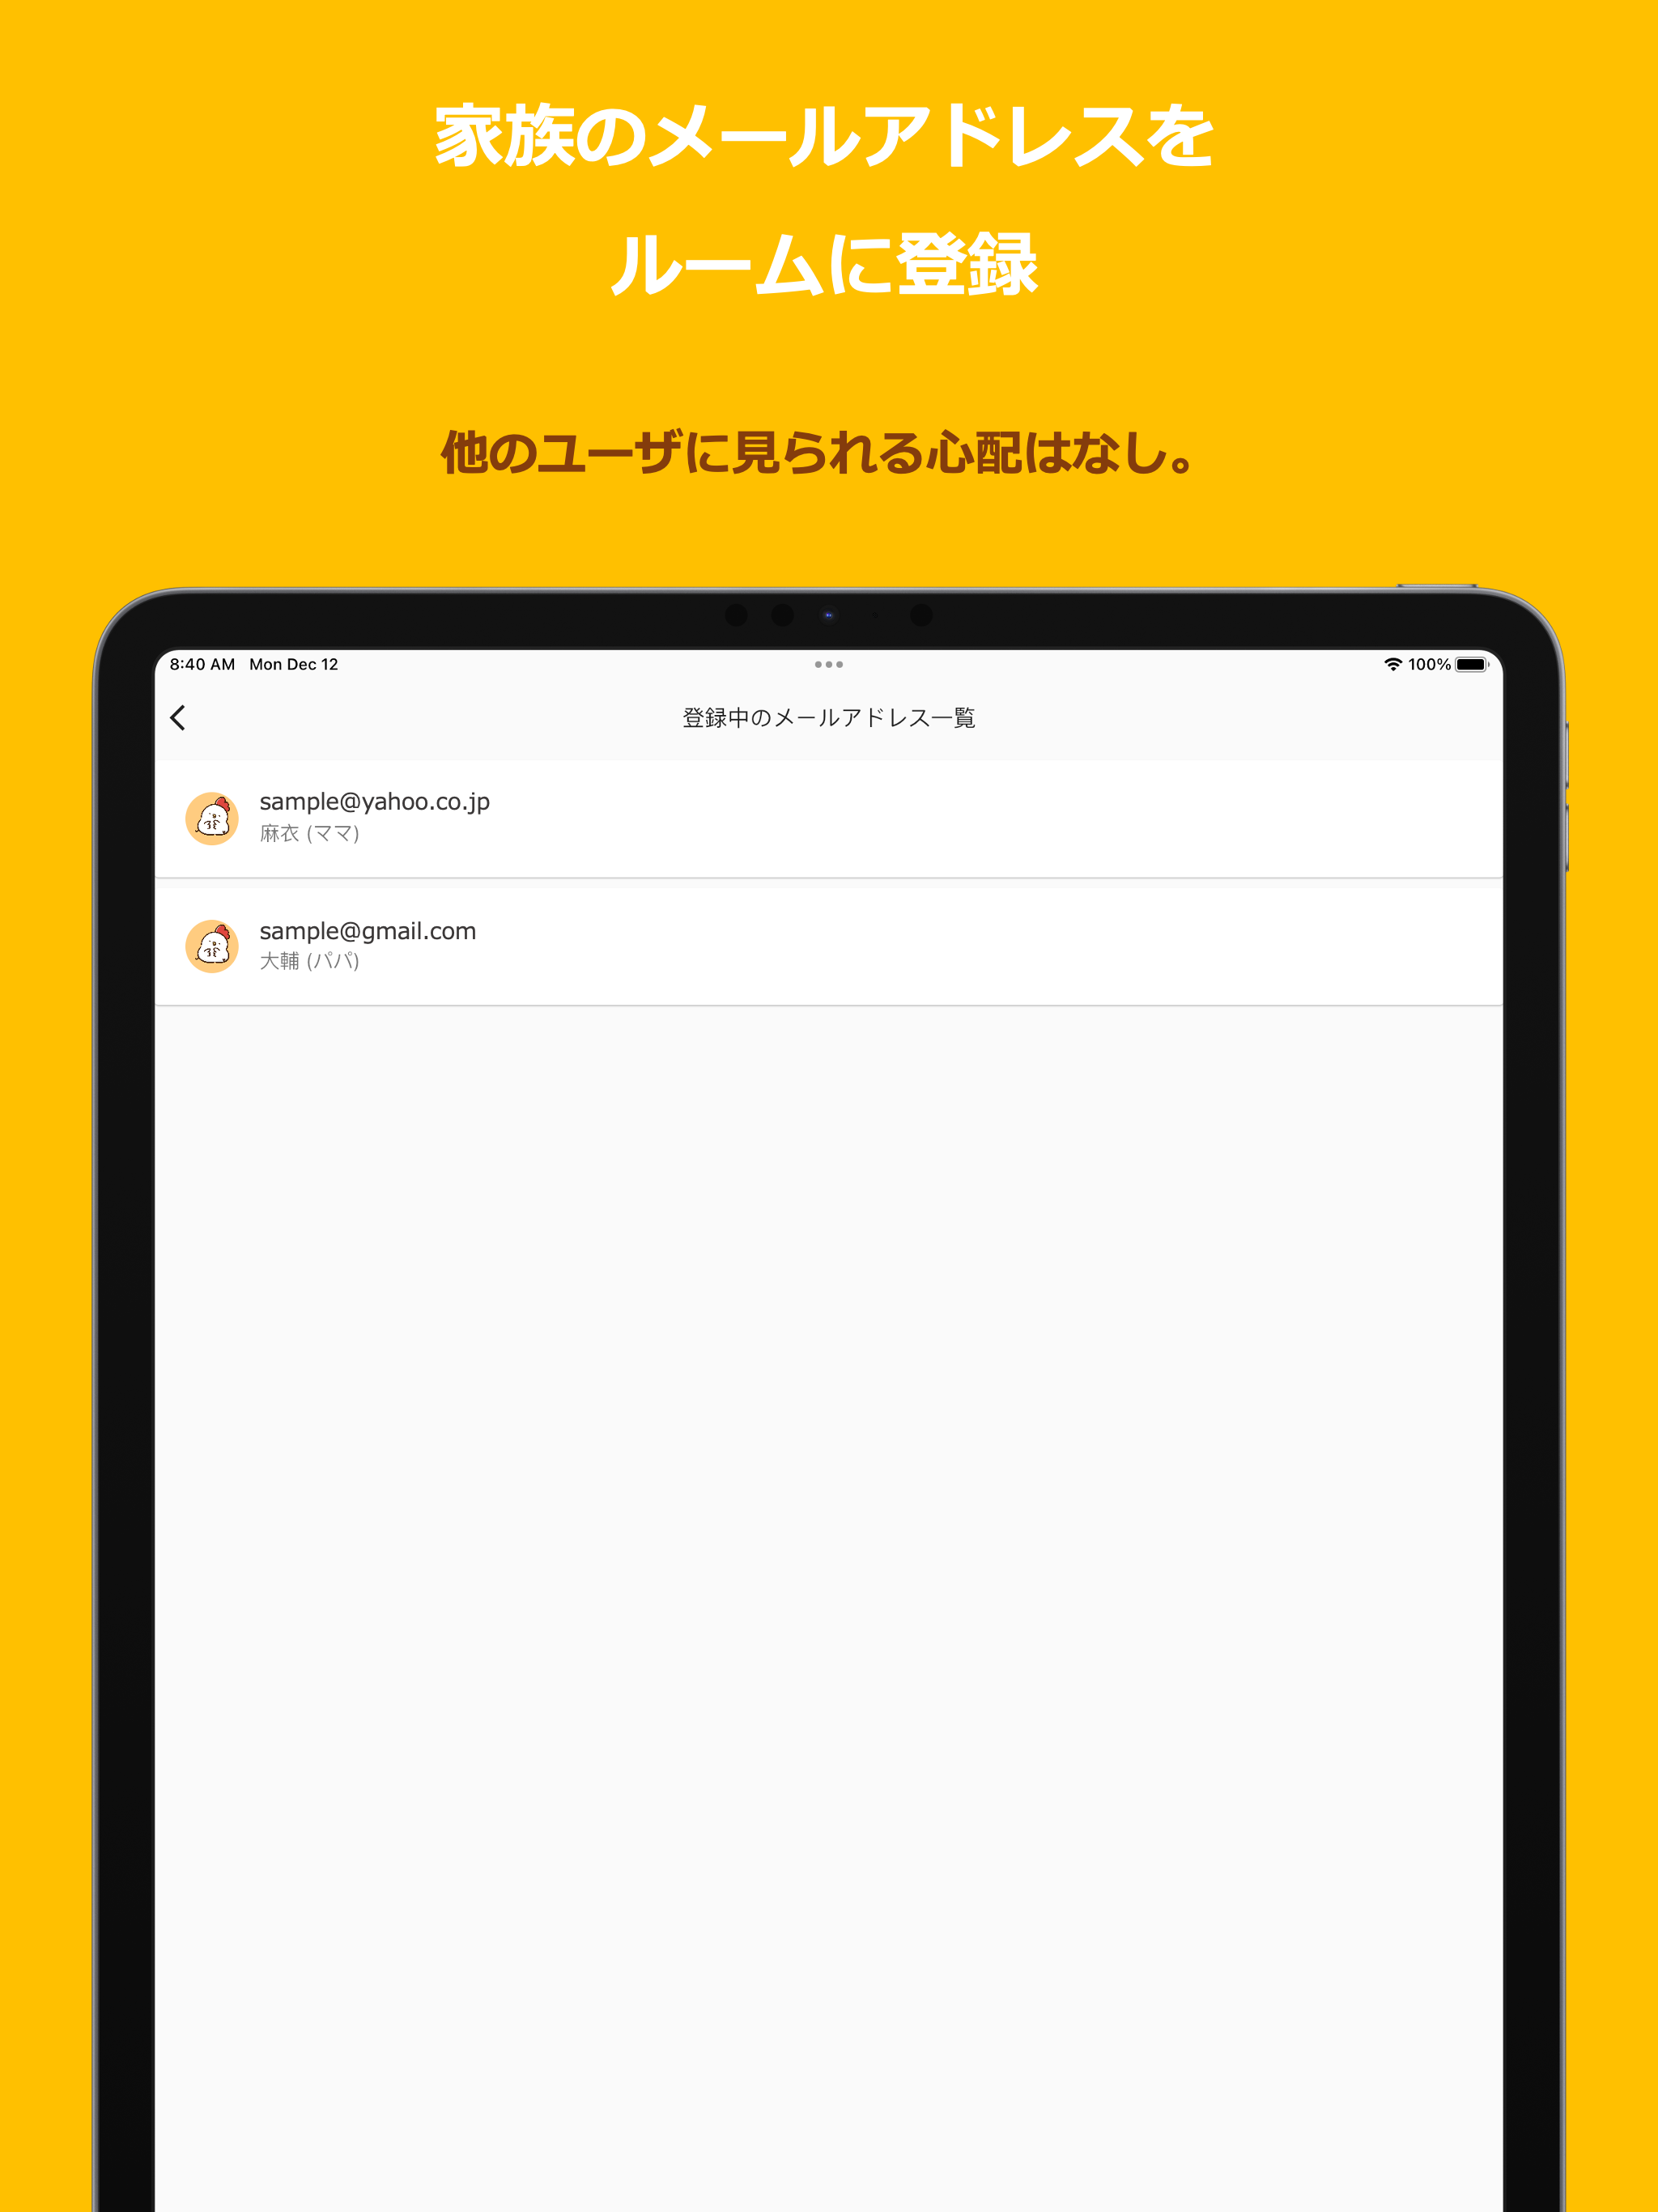 家族のメールアドレスを
ルームに登録
他のユーザに見られる心配はなし。
8:40 AM Mon Dec 12
100%
登録中のメールアドレス一覧
sample@yahoo.co.jp
麻衣 (ママ)
sample@gmail.com
大輔 (パパ)